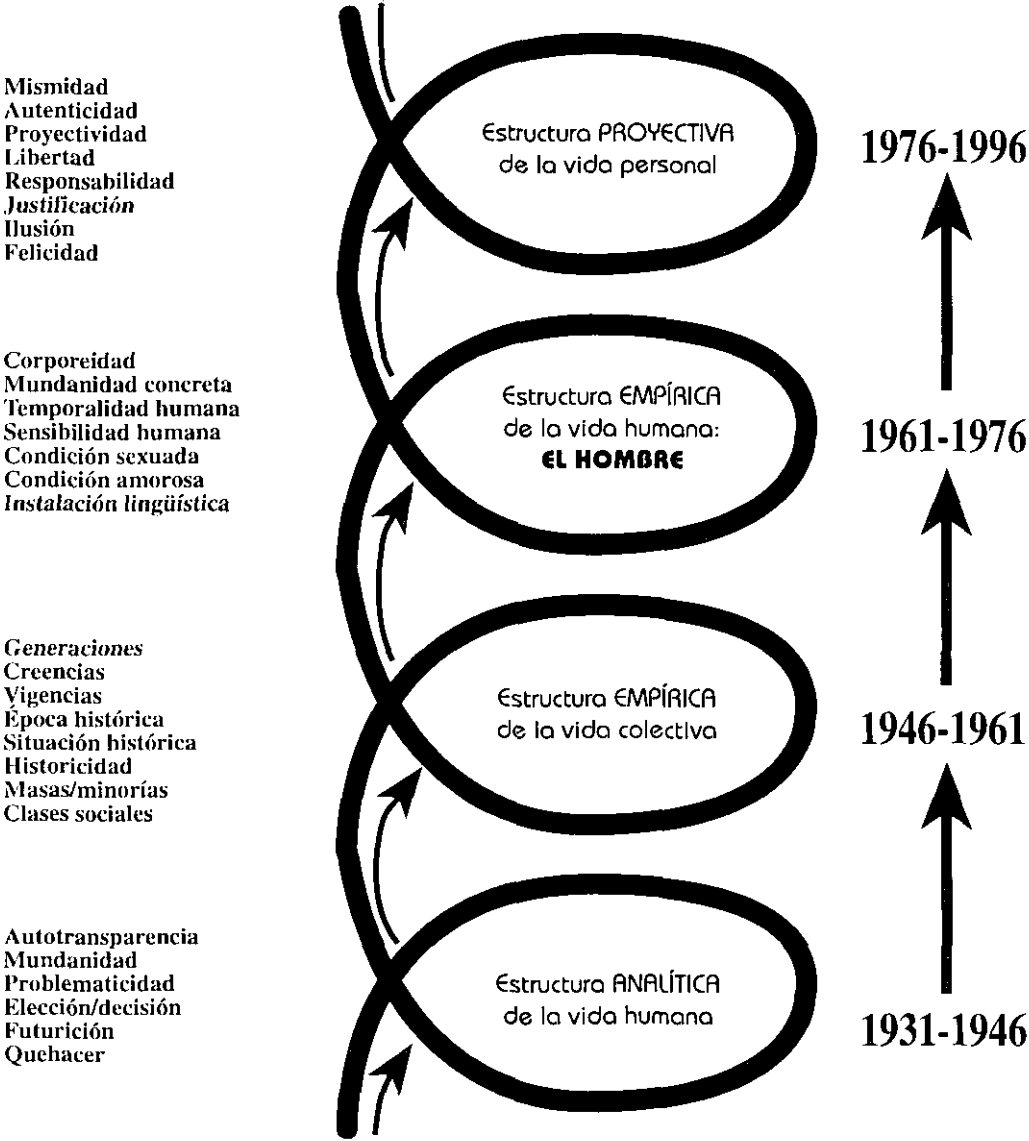 Mismidad
Autenticidad
Proyectividad
Libertad
Responsabilidad
Justificación
Ilusión
Felicidad
Estructura PROYECTIVA
de la vida personal
1976-1996
Corporeidad
Mundanidad concreta
Temporalidad humana
Sensibilidad humana
Condición sexuada
Condición amorosa
Instalación lingüística
Estructura EMPÍRICA
de la vida humana:
EL HOMBRE
1961-1976
Generaciones
Creencias
Vigencias
Época histórica
Situación histórica
Historicidad
Masas/minorías
Clases sociales
Estructura EMPÍRICA
de la vida colectiva
1946-1961
Autotransparencia
Mundanidad
Problematicidad
Elección/decisión
Futurición
Quehacer
Estructura ANALÍTICA
de la vida humana
1931-1946